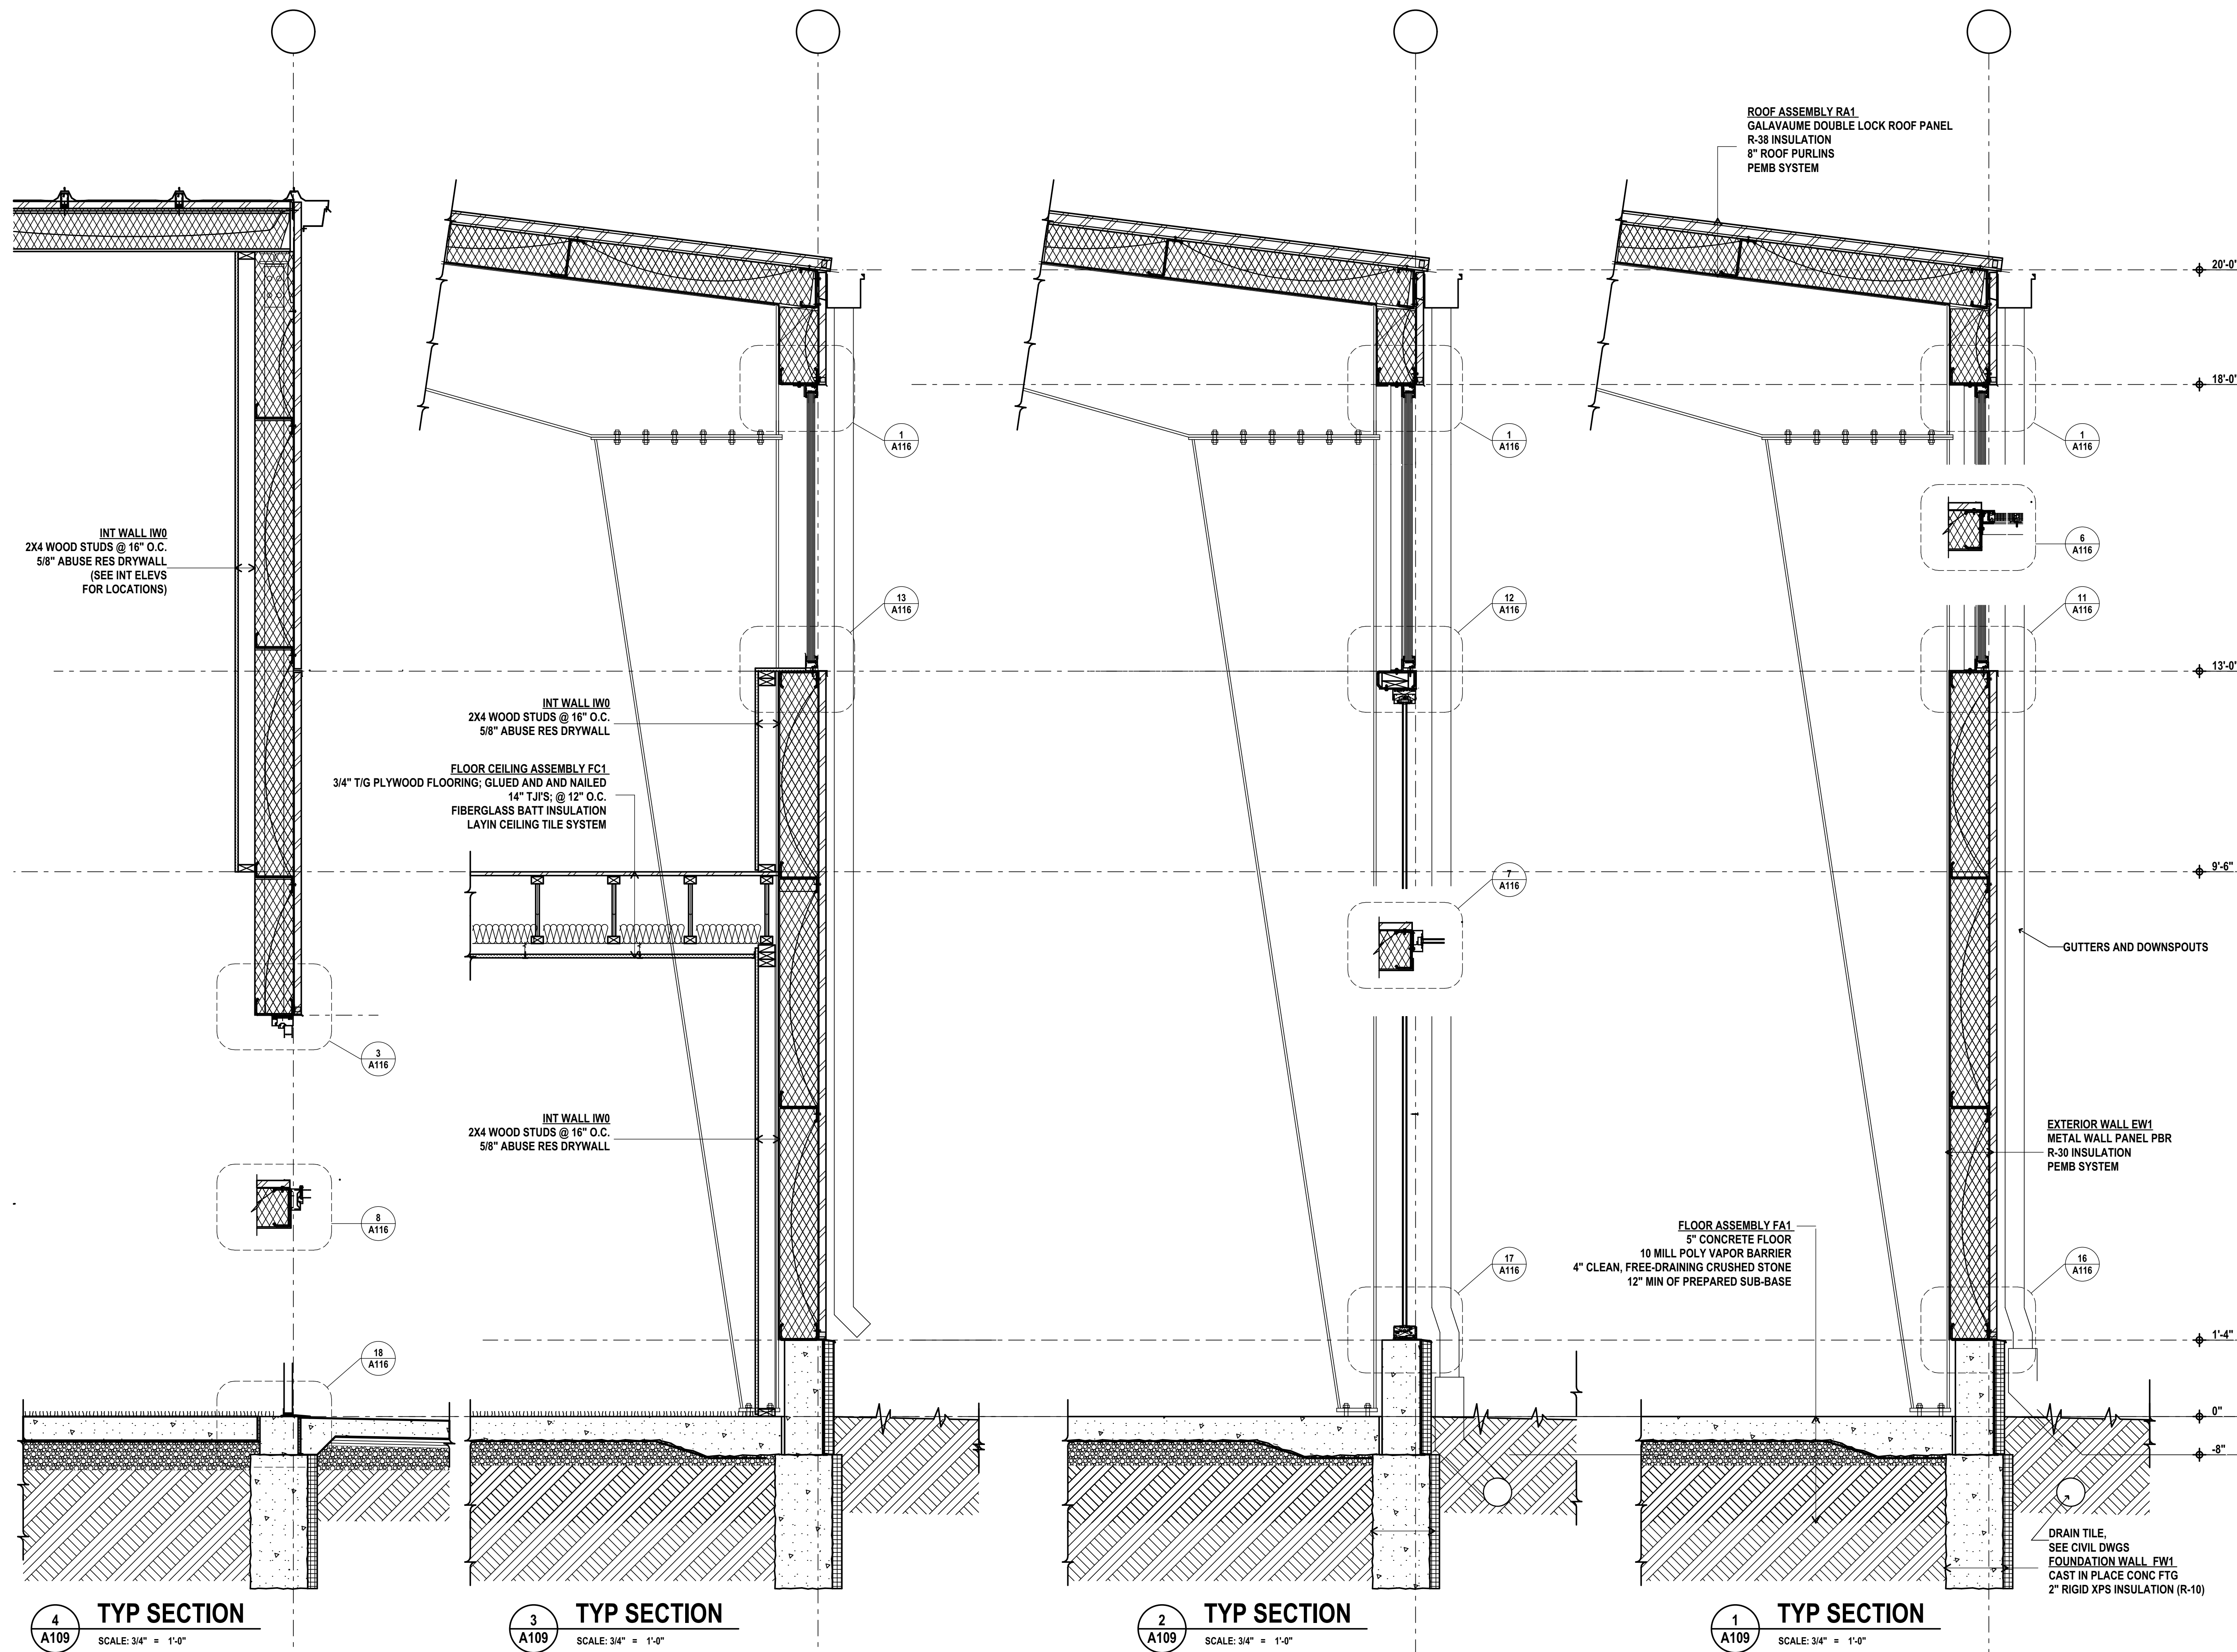 ROOF ASSEMBLY RA1
GALAVAUME DOUBLE LOCK ROOF PANEL
R-38 INSULATION
8" ROOF PURLINS
PEMB SYSTEM
20'-0"
18'-0"
1
A116
1
A116
1
A116
INT WALL IW0
2X4 WOOD STUDS @ 16" O.C.
5/8" ABUSE RES DRYWALL
(SEE INT ELEVS
FOR LOCATIONS)
6
A116
13
A116
12
A116
11
A116
13'-0"
INT WALL IW0
2X4 WOOD STUDS @ 16" O.C.
5/8" ABUSE RES DRYWALL
FLOOR CEILING ASSEMBLY FC1
3/4" T/G PLYWOOD FLOORING; GLUED AND AND NAILED
14" TJI'S; @ 12" O.C.
FIBERGLASS BATT INSULATION
LAYIN CEILING TILE SYSTEM
9'-6"
7
A116
GUTTERS AND DOWNSPOUTS
3
A116
INT WALL IW0
2X4 WOOD STUDS @ 16" O.C.
5/8" ABUSE RES DRYWALL
EXTERIOR WALL EW1
METAL WALL PANEL PBR
R-30 INSULATION
PEMB SYSTEM
8
A116
FLOOR ASSEMBLY FA1
5" CONCRETE FLOOR
10 MILL POLY VAPOR BARRIER
4" CLEAN, FREE-DRAINING CRUSHED STONE
12" MIN OF PREPARED SUB-BASE
17
A116
16
A116
1'-4"
18
A116
0"
-8"
DRAIN TILE,
SEE CIVIL DWGS
FOUNDATION WALL FW1
CAST IN PLACE CONC FTG
2" RIGID XPS INSULATION (R-10)
4
A109
TYP SECTION
SCALE: 3/4" = 1'-0"
3
A109
TYP SECTION
SCALE: 3/4" = 1'-0"
2
A109
TYP SECTION
SCALE: 3/4" = 1'-0"
1
A109
TYP SECTION
SCALE: 3/4" = 1'-0"